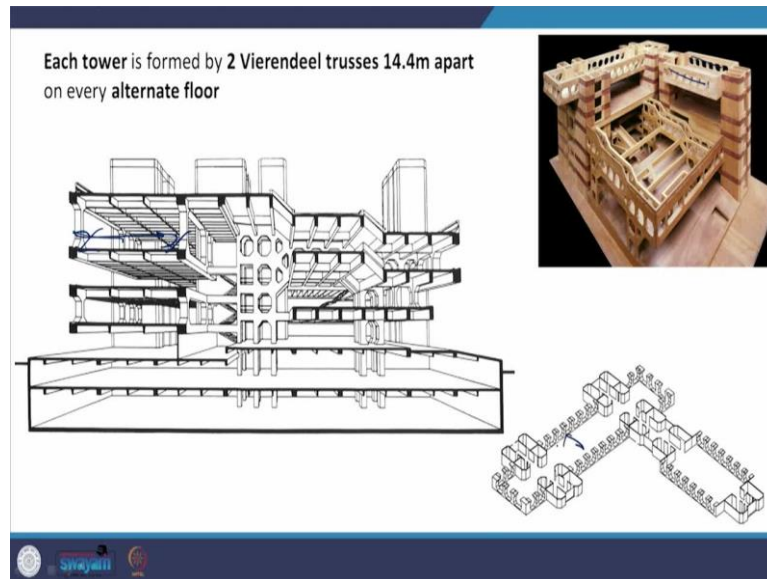 Each tower is formed by 2 Vierendeel trusses 14.4m apart
on every alternate floor
swayam